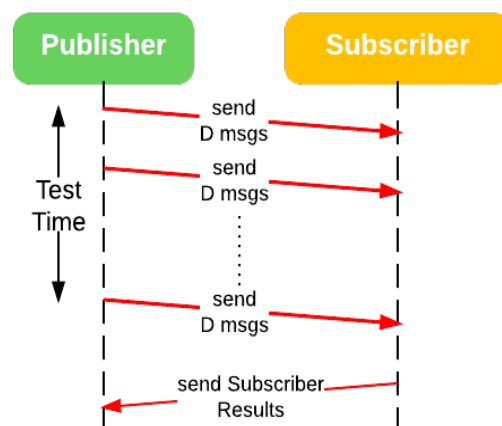 Publisher
Subscriber
send
D msgs
send
D msgs
Test
Time
send
D msgs
send Subscriber
Results